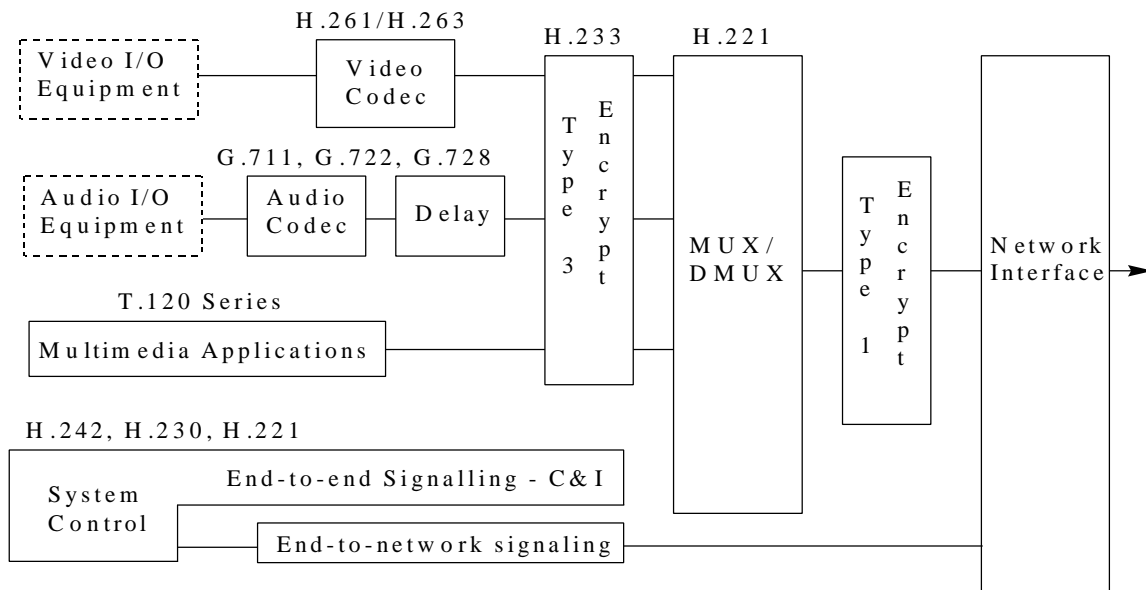 H.261/H.263
H.233
H.221
Video I/O
Equipment
Video
Codec
Type 3
Encrypt
G.711, G.722, G.728
Audio I/O
Equipment
Audio
Codec
Delay
MUX/
DMUX
Type 1
Encrypt
Network
Interface
T.120 Series
Multimedia Applications
H.242, H.230, H.221
System
Control
End-to-end Signalling - C&I
End-to-network signaling